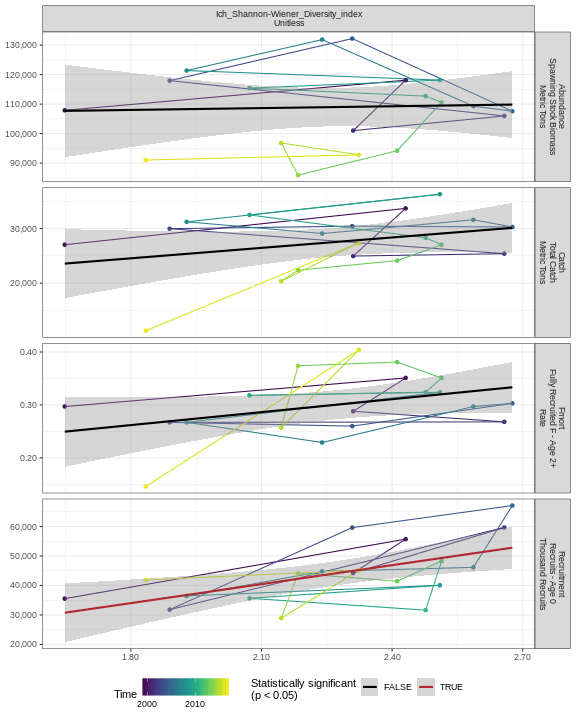 Ich_Shannon-Wiener_Diversity_index
Unitless
130,000
120,000
110,000
100,000
90,000
Abundance
Spawning Stock Biomass
Metric Tons
30,000
20,000
Catch
Total Catch
Metric Tons
0.40
0.30
0.20
Fmort
Fully Recruited F - Age 2+
Rate
60,000
50,000
40,000
30,000
20,000
Recruitment
Recruits - Age 0
Thousand Recruits
1.80 2.10 2.40 2.70
Time
2000 2010
Statistically significant
(p < 0.05)
FALSE TRUE